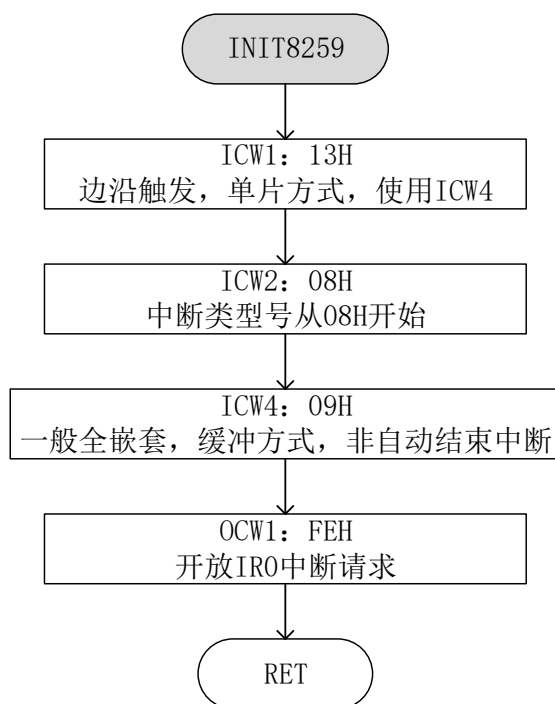 INIT8259
ICW1：13H
边沿触发，单片方式，使用ICW4
ICW2：08H
中断类型号从08H开始
ICW4：09H
一般全嵌套，缓冲方式，非自动结束中断
OCW1：FEH
开放IR0中断请求
RET